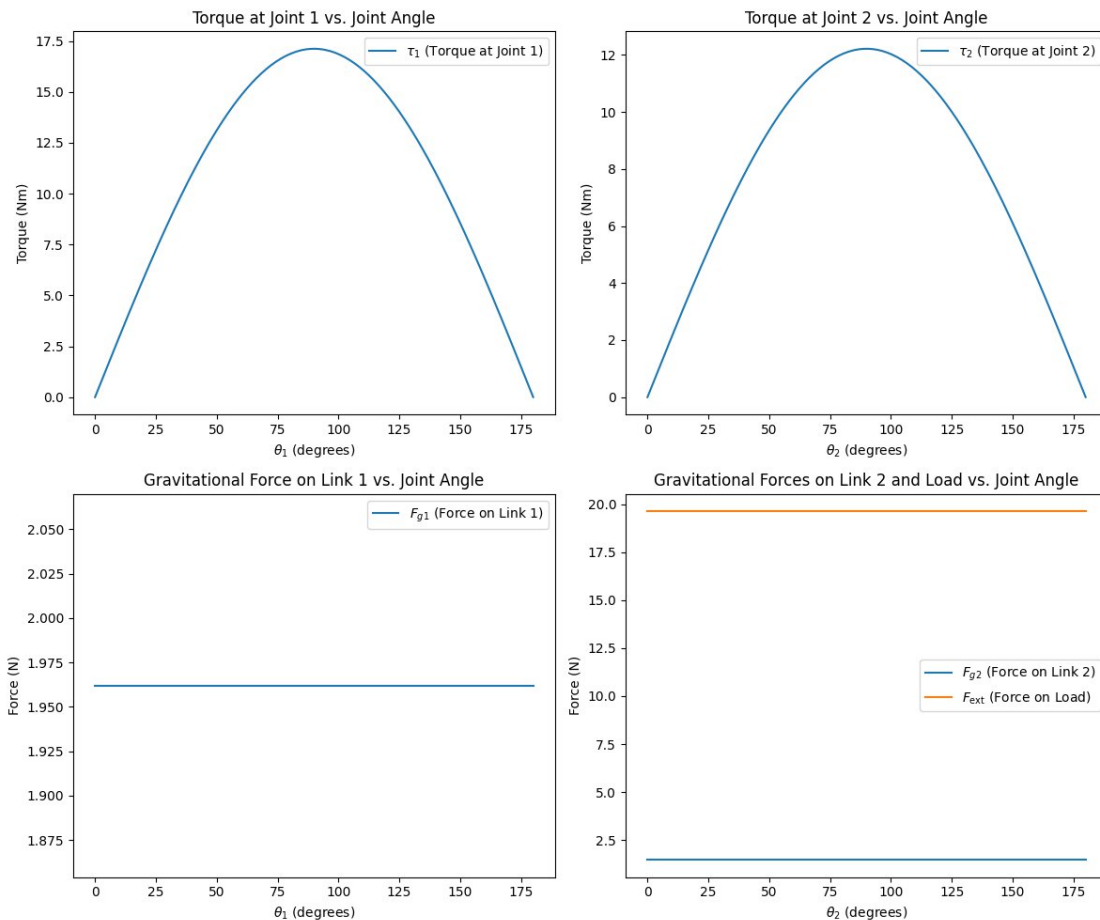 Torque at Joint 1 vs. Joint Angle
17.5
15.0
12.5
10.0
7.5
5.0
2.5
0.0
Torque (Nm)
τ₁ (Torque at Joint 1)
0 25 50 75 100 125 150 175
θ₁ (degrees)
Torque at Joint 2 vs. Joint Angle
12
10
8
6
4
2
0
Torque (Nm)
τ₂ (Torque at Joint 2)
0 25 50 75 100 125 150 175
θ₂ (degrees)
Gravitational Force on Link 1 vs. Joint Angle
2.050
2.025
2.000
1.975
1.950
1.925
1.900
1.875
Force (N)
F_g1 (Force on Link 1)
0 25 50 75 100 125 150 175
θ₁ (degrees)
Gravitational Forces on Link 2 and Load vs. Joint Angle
20.0
17.5
15.0
12.5
10.0
7.5
5.0
2.5
Force (N)
F_g2 (Force on Link 2)
F_ext (Force on Load)
0 25 50 75 100 125 150 175
θ₂ (degrees)